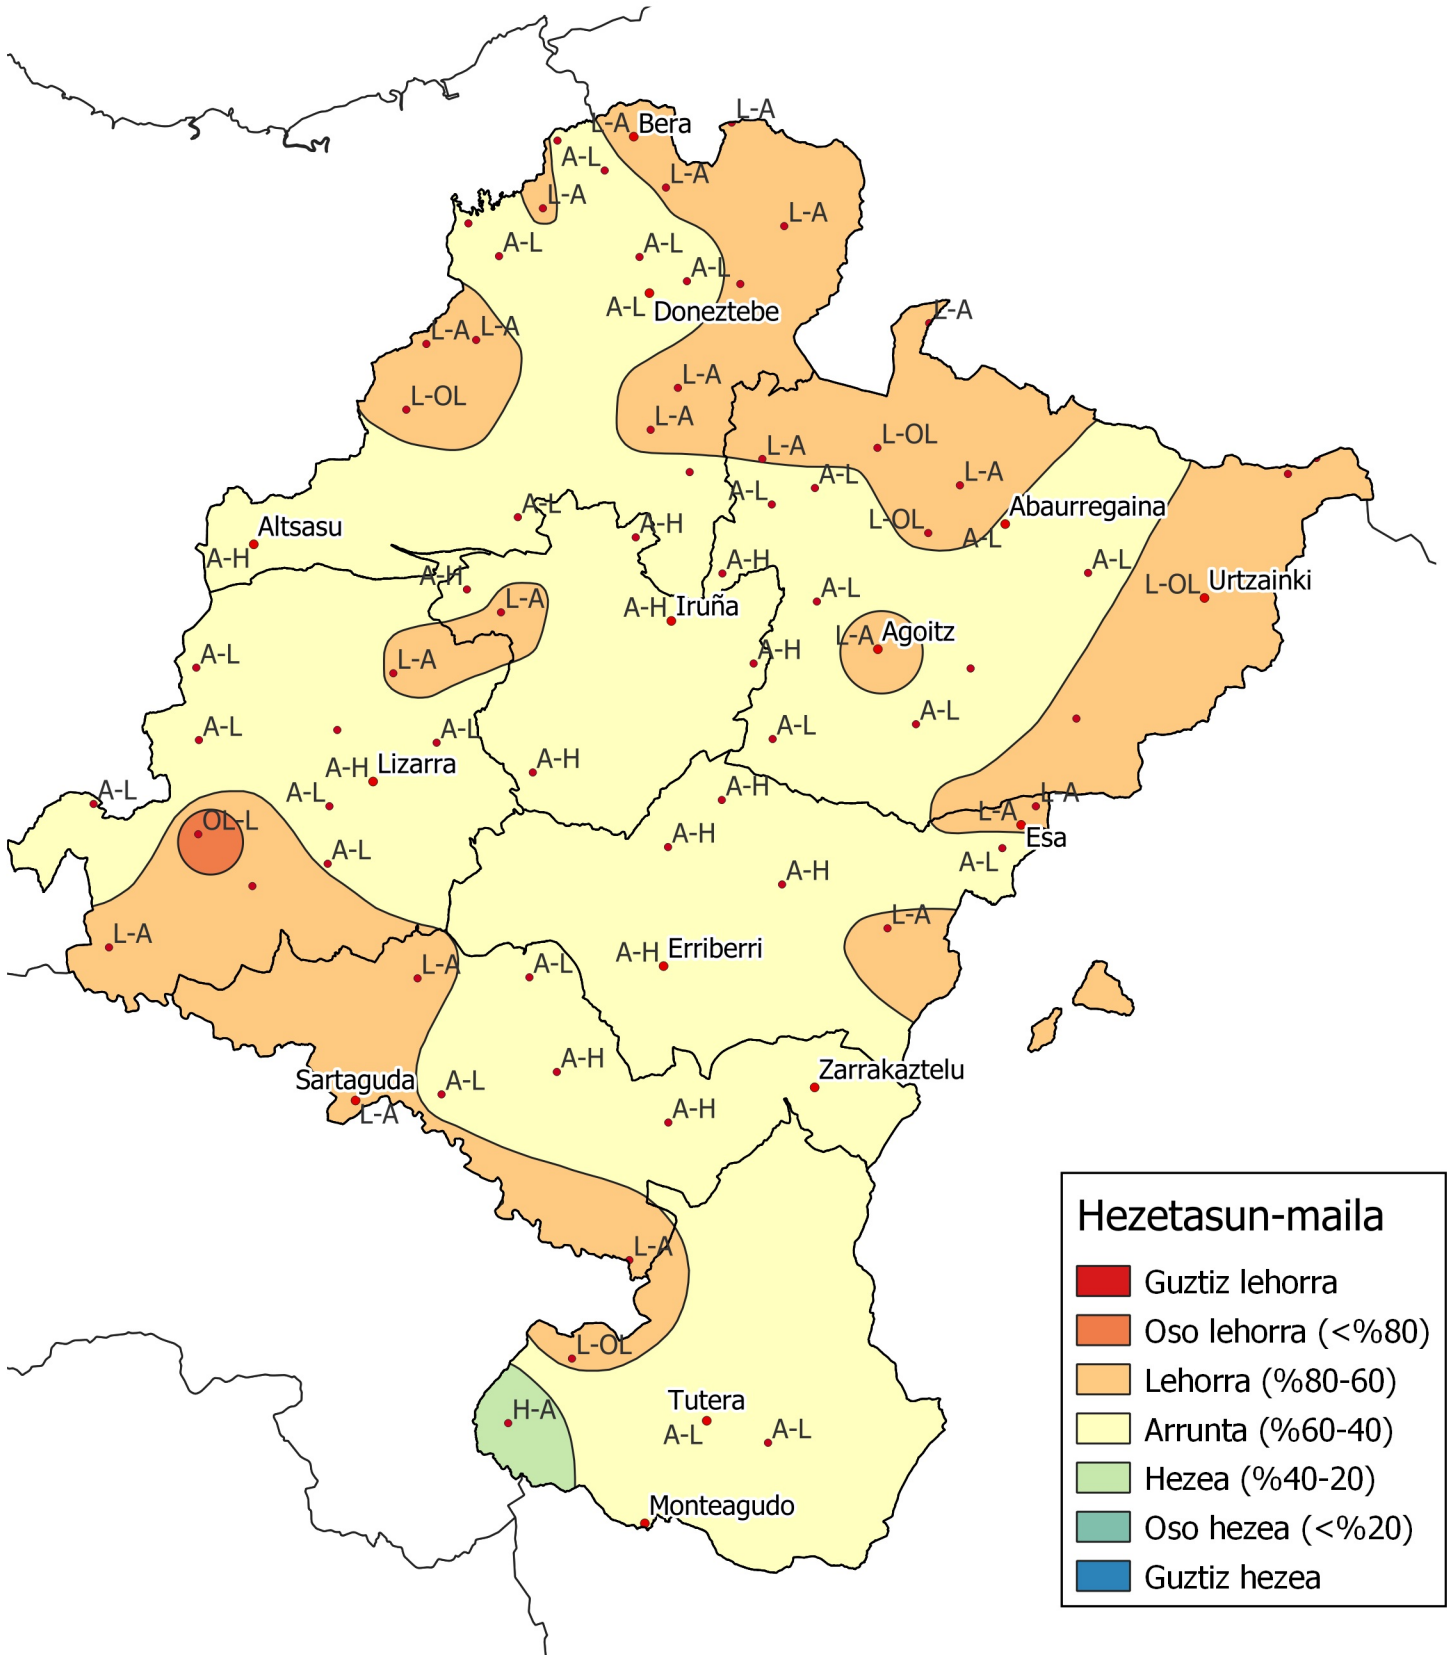 L-A
L-A Bera
A-L
L-A
L-A
L-A
A-L
A-L
A-L
A-L
Doneztebe
L-A
L-A
L-A
L-A
L-OL
L-A
L-A
L-OL
L-A
A-L
A-L
L-OL
Abaurregaina
A-L
A-L
A-H
Altsasu
A-H
A-H
A-H
L-A
A-L
A-L
L-OL Urtzainki
A-H Iruña
L-A Agoitz
A-L
L-A
A-H
A-L
A-L
A-L
A-L
A-H Lizarra
A-H
A-L
A-L
A-H
L-A
L-A
Esa
OL-L
A-L
A-H
A-H
A-L
L-A
L-A
A-H Erriberri
L-A
A-L
A-H
Zarrakaztelu
Sartaguda
L-A
A-L
A-H
L-A
L-OL
H-A
Tutera
A-L
A-L
Monteagudo
Hezetasun-maila
Guztiz lehorra
Oso lehorra (<%80)
Lehorra (%80-60)
Arrunta (%60-40)
Hezea (%40-20)
Oso hezea (<%20)
Guztiz hezea